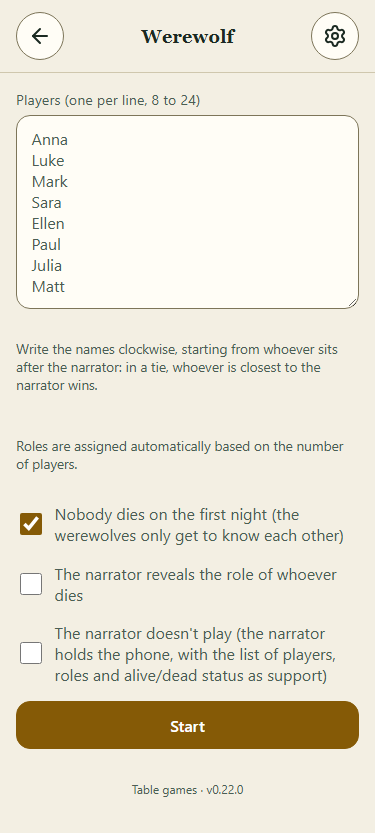 Werewolf
Players (one per line, 8 to 24)
Anna
Luke
Mark
Sara
Ellen
Paul
Julia
Matt
Write the names clockwise, starting from whoever sits
after the narrator: in a tie, whoever is closest to the
narrator wins.
Roles are assigned automatically based on the number
of players.
Nobody dies on the first night (the
werewolves only get to know each other)
The narrator reveals the role of whoever
dies
The narrator doesn't play (the narrator
holds the phone, with the list of players,
roles and alive/dead status as support)
Start
Table games · v0.22.0